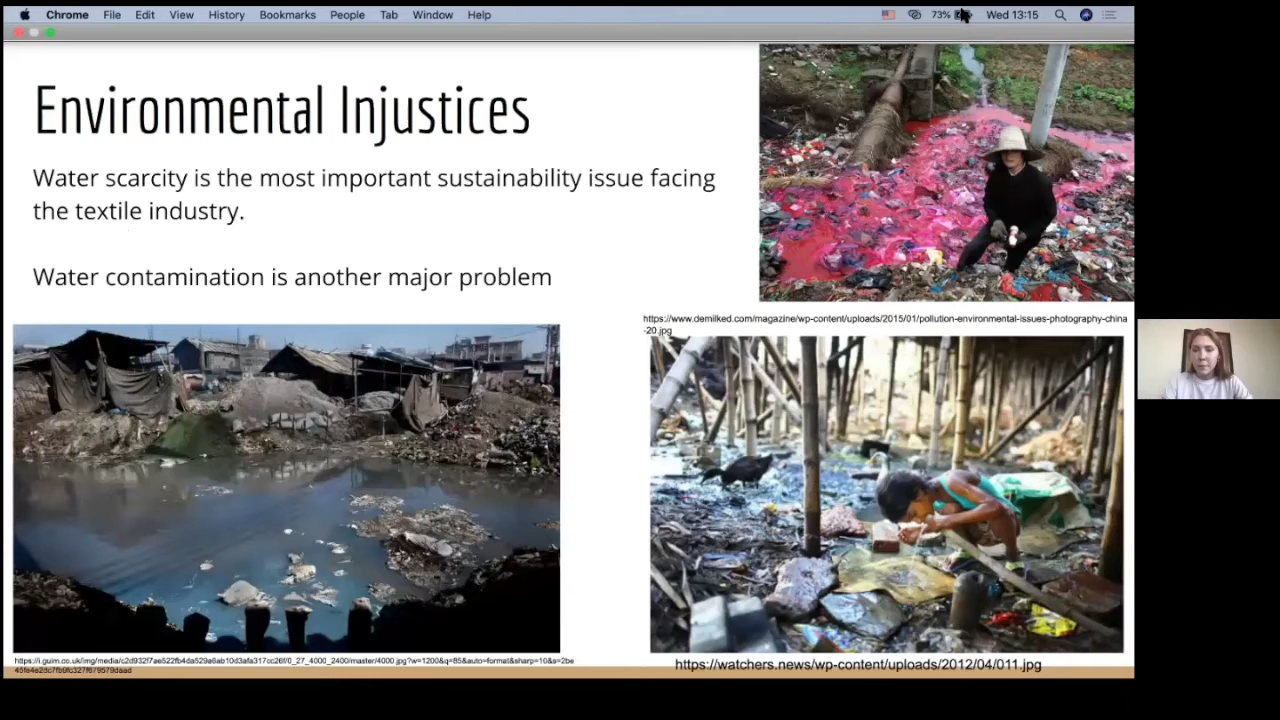 Chrome File Edit View History Bookmarks People Tab Window Help 73% Wed 13:15
Environmental Injustices
Water scarcity is the most important sustainability issue facing
the textile industry.
Water contamination is another major problem
https://www.demilked.com/magazine/wp-content/uploads/2015/01/pollution-environmental-issues-photography-china
-20.jpg
https://watchers.news/wp-content/uploads/2012/04/011.jpg